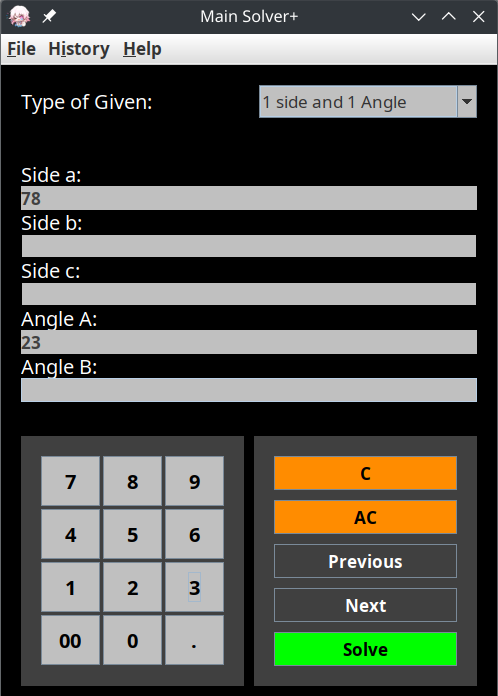 Main Solver+
File History Help
Type of Given: 1 side and 1 Angle
Side a:
78
Side b:
Side c:
Angle A:
23
Angle B:
7 8 9 C
4 5 6 AC
Previous
1 2 3 Next
00 0 . Solve